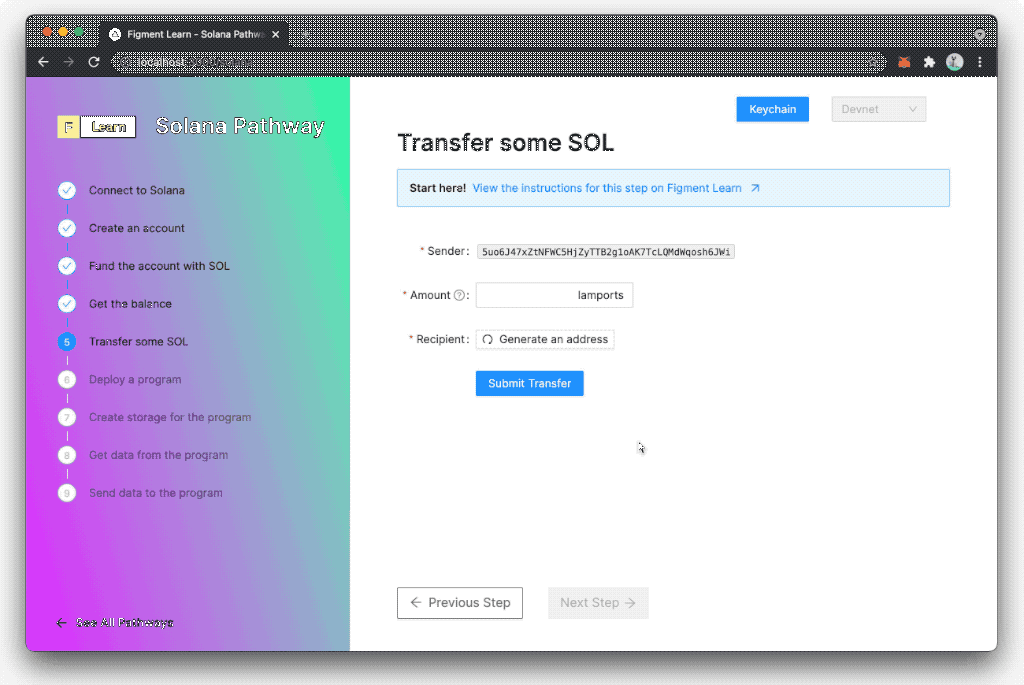 Figment Learn - Solana Pathwa
localhost
F Learn
Solana Pathway
Connect to Solana
Create an account
Fund the account with SOL
Get the balance
5 Transfer some SOL
6 Deploy a program
7 Create storage for the program
8 Get data from the program
9 Send data to the program
← See All Pathways
Keychain
Devnet
Transfer some SOL
Start here! View the instructions for this step on Figment Learn
* Sender: 5uo6J47xZtNFWC5HjZyTTB2g1oAK7TcLQMdWqosh6JWi
* Amount ?: lamports
* Recipient: Generate an address
Submit Transfer
← Previous Step
Next Step →